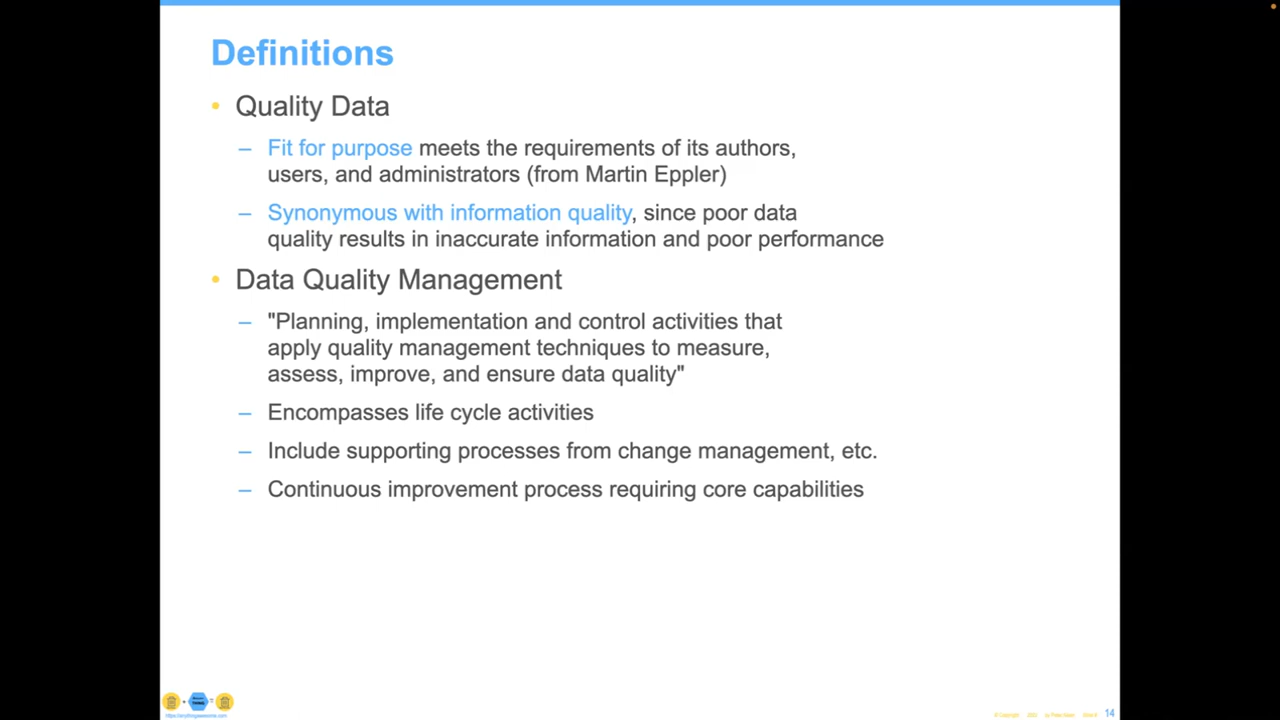 Definitions
• Quality Data
– Fit for purpose meets the requirements of its authors,
users, and administrators (from Martin Eppler)
– Synonymous with information quality, since poor data
quality results in inaccurate information and poor performance
• Data Quality Management
– "Planning, implementation and control activities that
apply quality management techniques to measure,
assess, improve, and ensure data quality"
– Encompasses life cycle activities
– Include supporting processes from change management, etc.
– Continuous improvement process requiring core capabilities
14